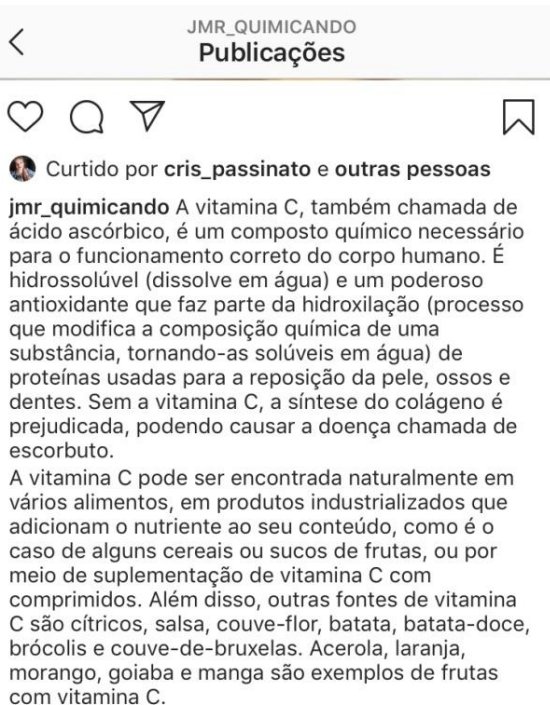 JMR_QUIMICANDO
Publicações
Curtido por cris_passinato e outras pessoas
jmr_quimicando A vitamina C, também chamada de
ácido ascórbico, é um composto químico necessário
para o funcionamento correto do corpo humano. É
hidrossolúvel (dissolve em água) e um poderoso
antioxidante que faz parte da hidroxilação (processo
que modifica a composição química de uma
substância, tornando-as solúveis em água) de
proteínas usadas para a reposição da pele, ossos e
dentes. Sem a vitamina C, a síntese do colágeno é
prejudicada, podendo causar a doença chamada de
escorbuto.
A vitamina C pode ser encontrada naturalmente em
vários alimentos, em produtos industrializados que
adicionam o nutriente ao seu conteúdo, como é o
caso de alguns cereais ou sucos de frutas, ou por
meio de suplementação de vitamina C com
comprimidos. Além disso, outras fontes de vitamina
C são cítricos, salsa, couve-flor, batata, batata-doce,
brócolis e couve-de-bruxelas. Acerola, laranja,
morango, goiaba e manga são exemplos de frutas
com vitamina C.